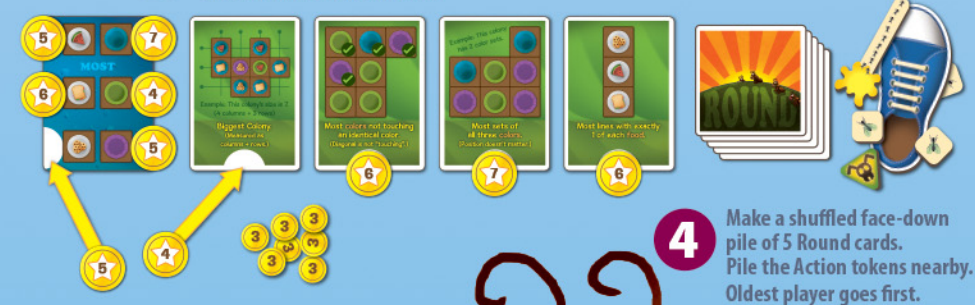 5
7
MOST
6
4
5
5
4
Example: This colony's size is 7
(4 columns + 3 rows)
Biggest Colony.
(Measured as
columns + rows.)
Most colors not touching
an identical color.
(Diagonal is not "touching".)
6
Example: This colony
has 2 color sets.
Most sets of
all three colors.
(Position doesn't matter.)
7
Most lines with exactly
1 of each food.
6
ROUND
3
3
3
3
3
3
3
4
Make a shuffled face-down
pile of 5 Round cards.
Pile the Action tokens nearby.
Oldest player goes first.